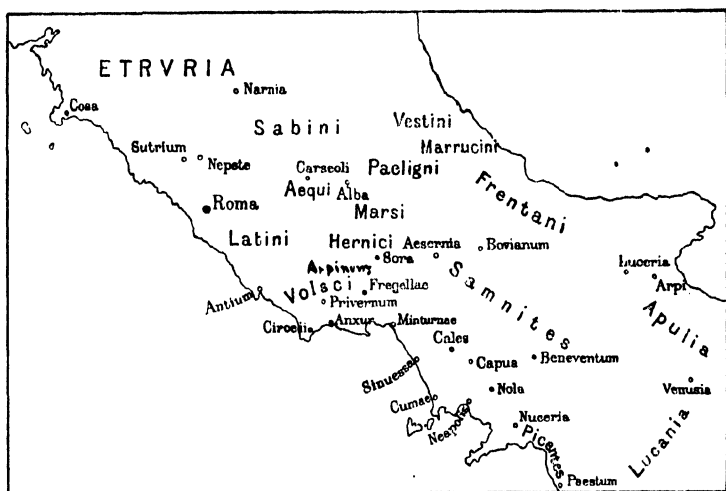 ETRVRIA
Narnia
Cosa
Sabini
Vestini
Marrucini
Sutrium
Nepete
Carseoli
Paeligni
Aequi
Alba
Frentani
Roma
Marsi
Latini
Hernici
Aesernia
Bovianum
Sora
Arpinum
Samnites
Luceria
Arpi
Volsci
Fregellae
Antium
Privernum
Apulia
Circeii
Anxur
Minturnae
Cales
Capua
Beneventum
Sinuessa
Nola
Venusia
Cumae
Neapolis
Nuceria
Picentes
Lucania
Paestum